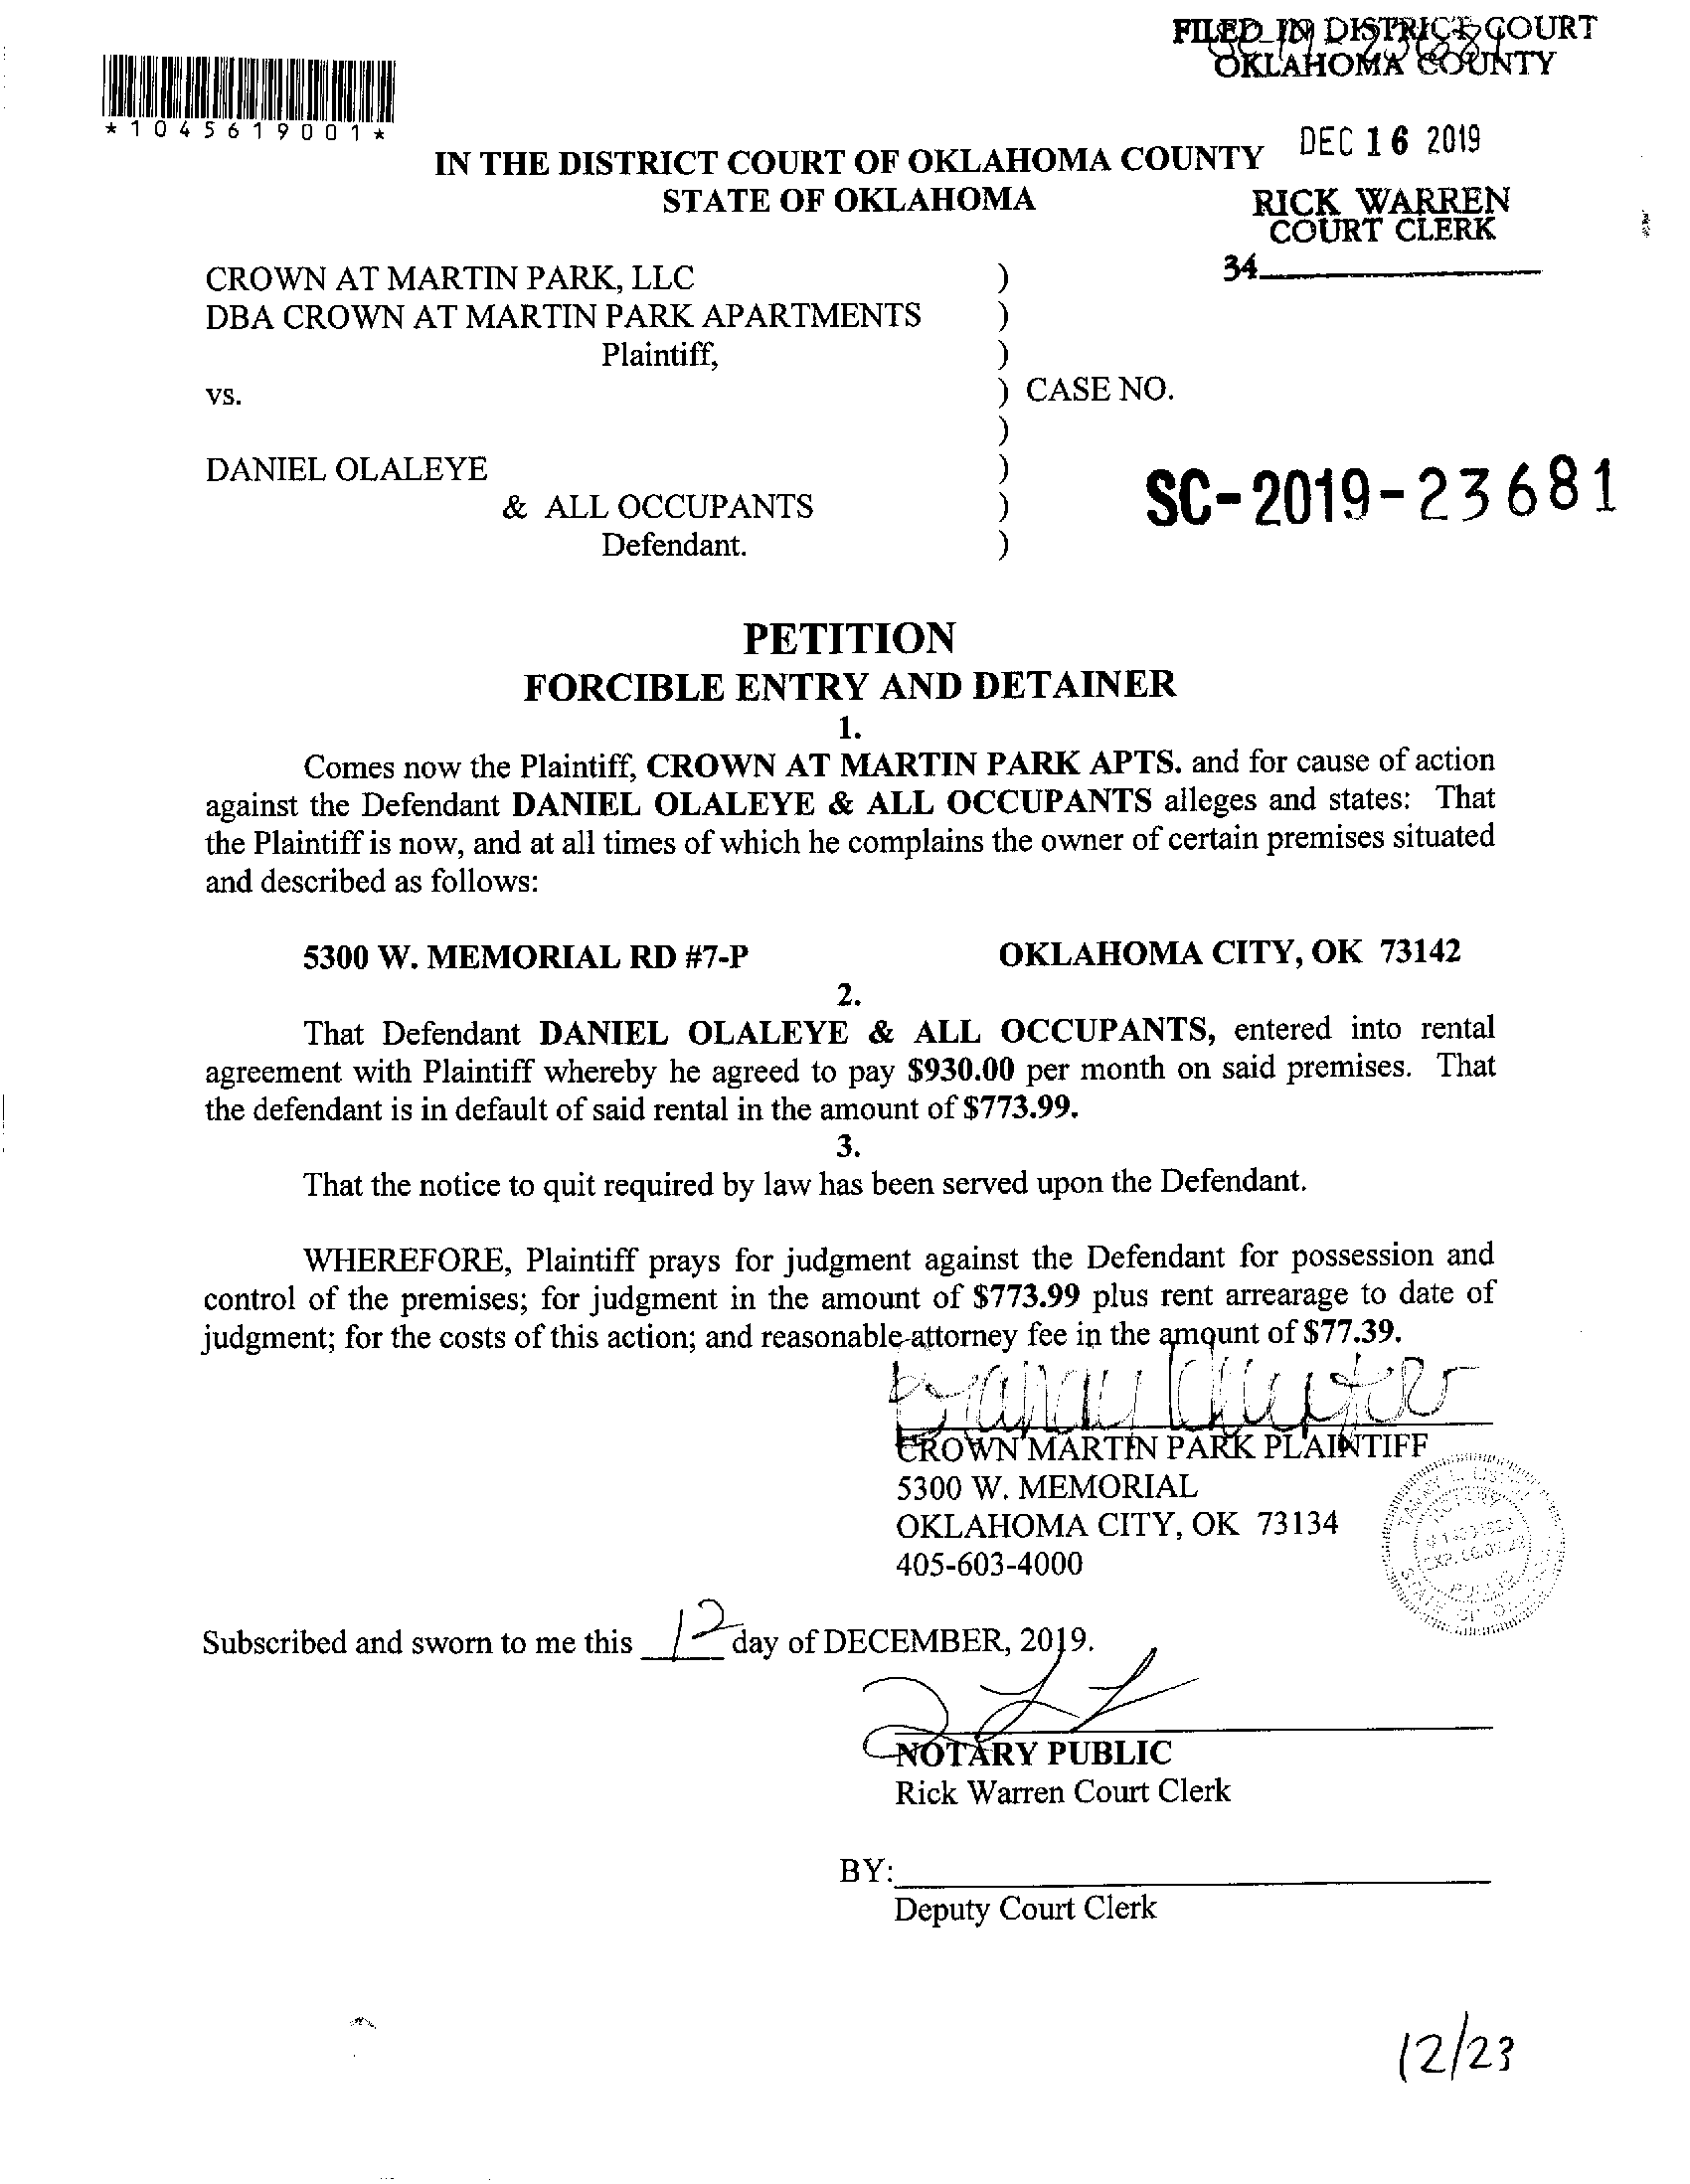 FILED IN DISTRICT COURT
OKLAHOMA COUNTY
*1045619001*
DEC 16 2019
IN THE DISTRICT COURT OF OKLAHOMA COUNTY
STATE OF OKLAHOMA
RICK WARREN
COURT CLERK
34
CROWN AT MARTIN PARK, LLC )
DBA CROWN AT MARTIN PARK APARTMENTS )
Plaintiff, )
vs. ) CASE NO.
)
DANIEL OLALEYE )
& ALL OCCUPANTS ) SC-2019-23681
Defendant. )
PETITION
FORCIBLE ENTRY AND DETAINER
1.
Comes now the Plaintiff, CROWN AT MARTIN PARK APTS. and for cause of action
against the Defendant DANIEL OLALEYE & ALL OCCUPANTS alleges and states: That
the Plaintiff is now, and at all times of which he complains the owner of certain premises situated
and described as follows:
5300 W. MEMORIAL RD #7-P OKLAHOMA CITY, OK 73142
2.
That Defendant DANIEL OLALEYE & ALL OCCUPANTS, entered into rental
agreement with Plaintiff whereby he agreed to pay $930.00 per month on said premises. That
the defendant is in default of said rental in the amount of $773.99.
3.
That the notice to quit required by law has been served upon the Defendant.
WHEREFORE, Plaintiff prays for judgment against the Defendant for possession and
control of the premises; for judgment in the amount of $773.99 plus rent arrearage to date of
judgment; for the costs of this action; and reasonable attorney fee in the amount of $77.39.
CROWN MARTIN PARK PLAINTIFF
5300 W. MEMORIAL
OKLAHOMA CITY, OK 73134
405-603-4000
Subscribed and sworn to me this 12 day of DECEMBER, 2019.
NOTARY PUBLIC
Rick Warren Court Clerk
BY:
Deputy Court Clerk
12/23